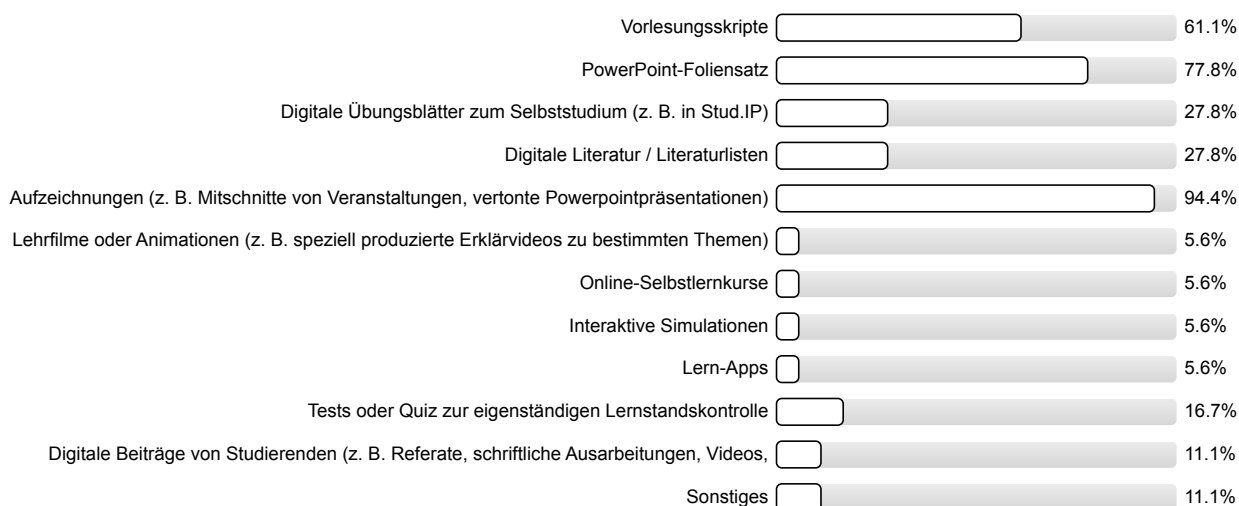 Vorlesungsskripte 61.1%
PowerPoint-Foliensatz 77.8%
Digitale Übungsblätter zum Selbststudium (z. B. in Stud.IP) 27.8%
Digitale Literatur / Literaturlisten 27.8%
Aufzeichnungen (z. B. Mitschnitte von Veranstaltungen, vertonte Powerpointpräsentationen) 94.4%
Lehrfilme oder Animationen (z. B. speziell produzierte Erklärvideos zu bestimmten Themen) 5.6%
Online-Selbstlernkurse 5.6%
Interaktive Simulationen 5.6%
Lern-Apps 5.6%
Tests oder Quiz zur eigenständigen Lernstandskontrolle 16.7%
Digitale Beiträge von Studierenden (z. B. Referate, schriftliche Ausarbeitungen, Videos, 11.1%
Sonstiges 11.1%